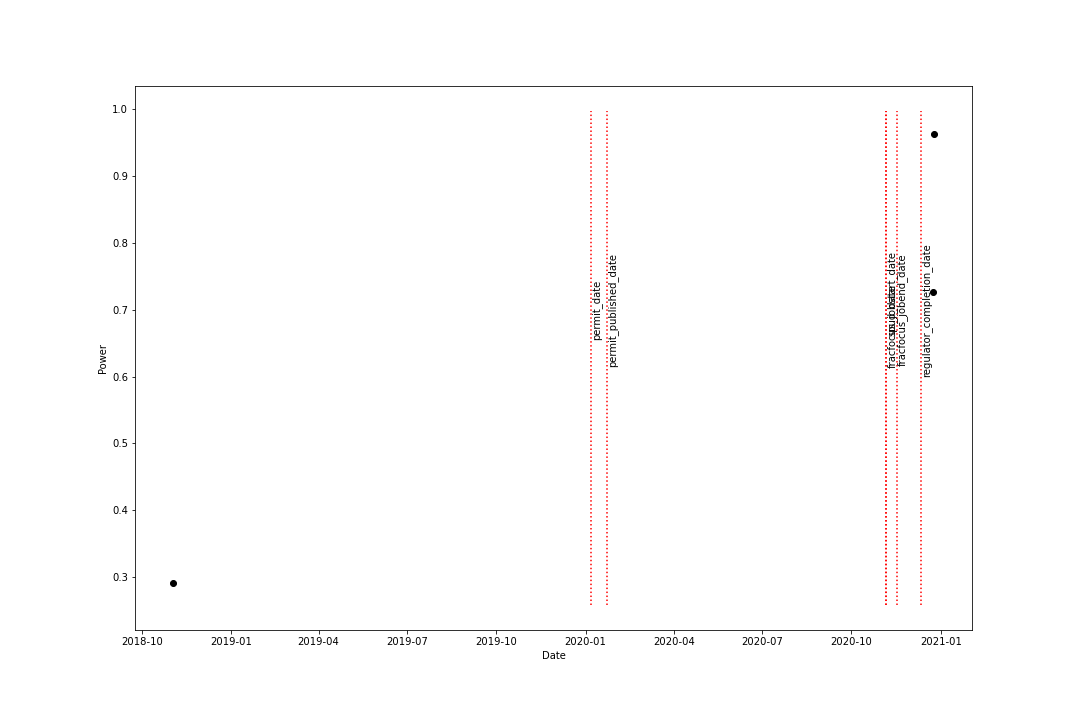 1.0
0.9
0.8
0.7
0.6
0.5
0.4
0.3
Power
permit_date
permit_published_date
fracfocus_jobstart_date
fracfocus_jobend_date
regulator_completion_date
2018-10
2019-01
2019-04
2019-07
2019-10
2020-01
2020-04
2020-07
2020-10
2021-01
Date